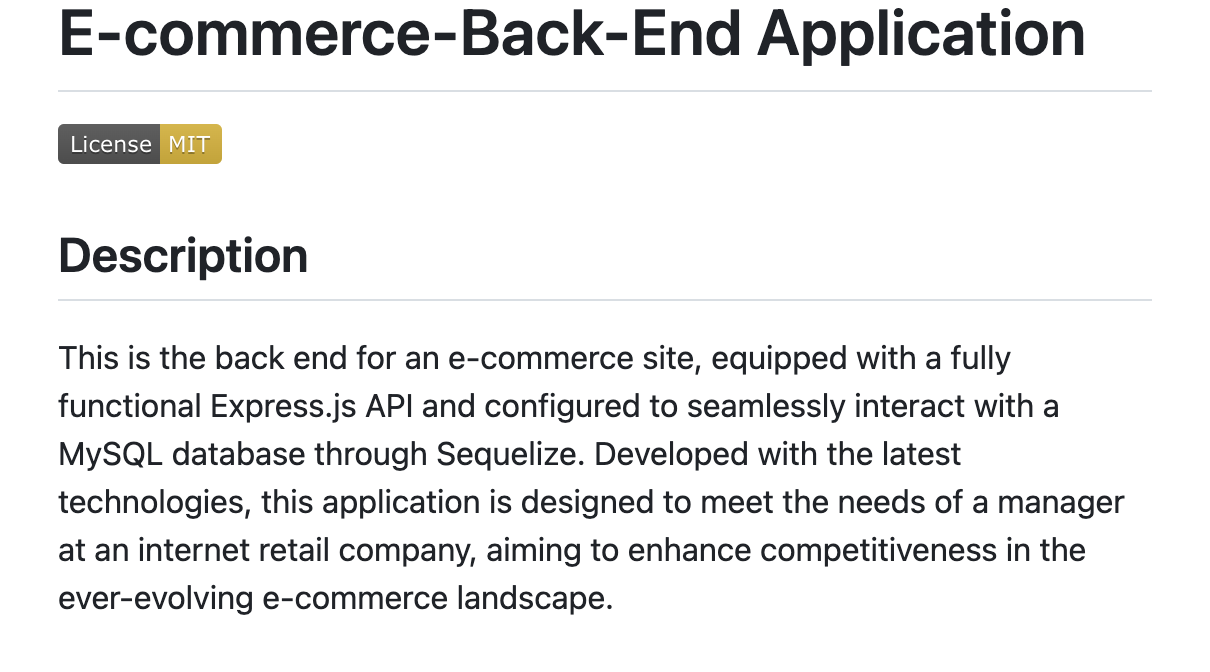 E-commerce-Back-End Application
License MIT
Description
This is the back end for an e-commerce site, equipped with a fully
functional Express.js API and configured to seamlessly interact with a
MySQL database through Sequelize. Developed with the latest
technologies, this application is designed to meet the needs of a manager
at an internet retail company, aiming to enhance competitiveness in the
ever-evolving e-commerce landscape.